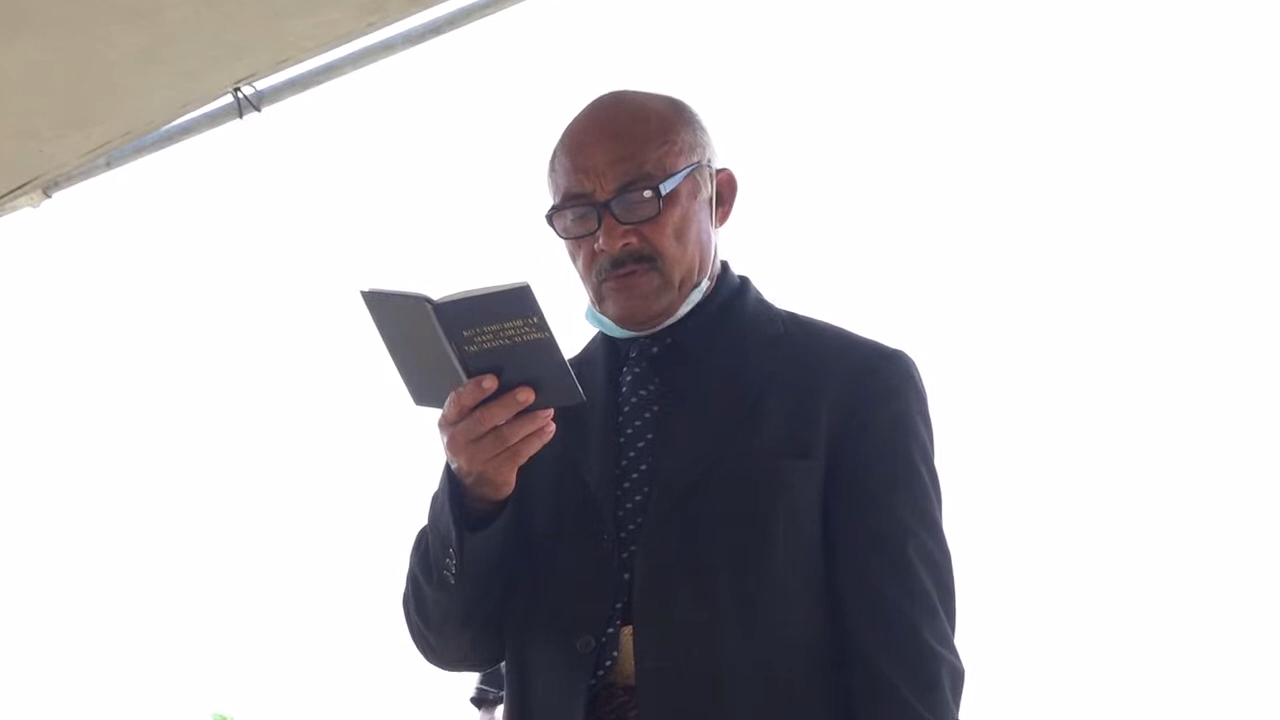 KO E TOHI HIMI 'A E
SIASI UESILIANA
TAU'ATAINA 'O TONGA